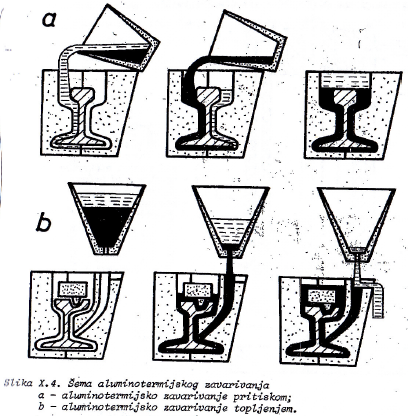 a
b
Slika X.4. Šema aluminotermijskog zavarivanja
a - aluminotermijsko zavarivanje pritiskom;
b - aluminotermijsko zavarivanje topljenjem.